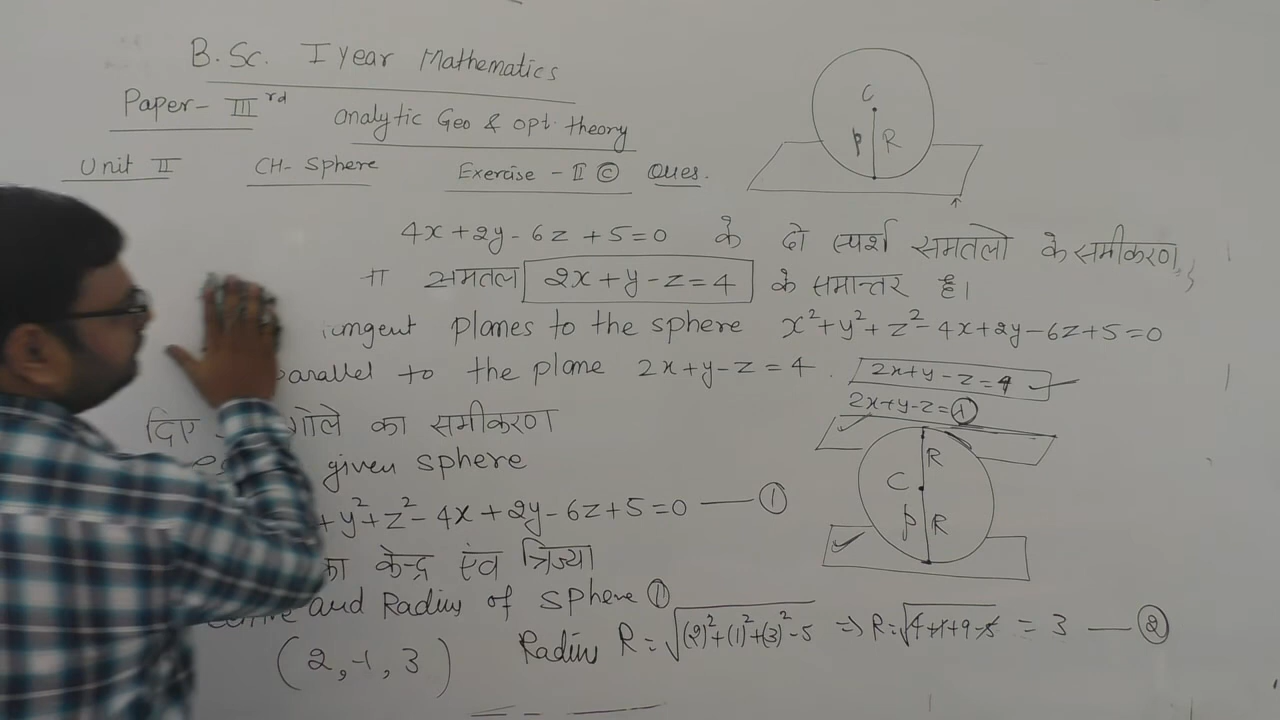 B.Sc. I Year Mathematics
Paper- III rd Analytic Geo & opt. theory
Unit II CH- Sphere Exercise - II © Ques.
C
p R
4x+2y-6z+5=0 के दो स्पर्श समतलो के समीकरण
समतल 2x+y-z=4 के समान्तर है।
tangent planes to the sphere x²+y²+z²-4x+2y-6z+5=0
parallel to the plane 2x+y-z=4.
2x+y-z=4 ✓
2x+y-z=λ
दिए गोले का समीकरण
given sphere
+y²+z²-4x+2y-6z+5=0 — ①
R
C
p R
का केन्द्र एंव त्रिज्या
centre and Radius of sphere ①
(2,-1,3) Radius R=√(2)²+(1)²+(3)²-5 ⇒ R=√4+1+9-5 = 3 — ②